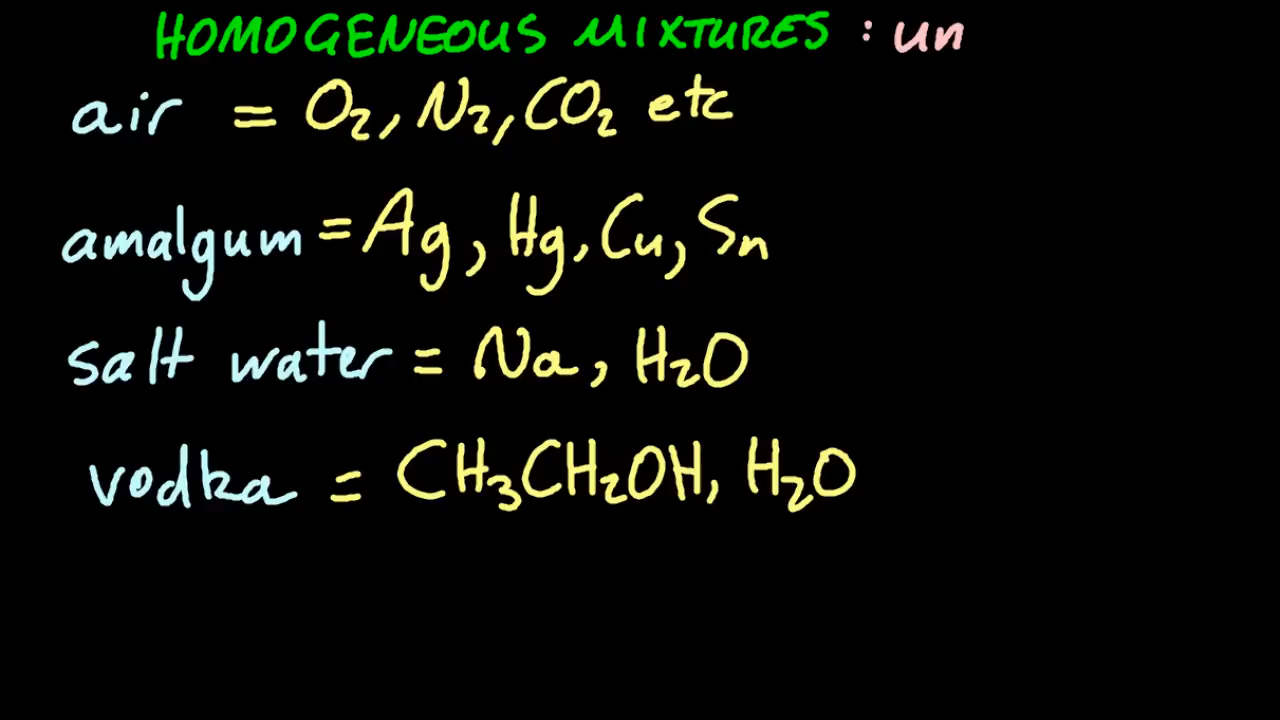 HOMOGENEOUS MIXTURES : un
air = O₂, N₂, CO₂ etc
amalgum = Ag, Hg, Cu, Sn
salt water = Na, H₂O
vodka = CH₃CH₂OH, H₂O